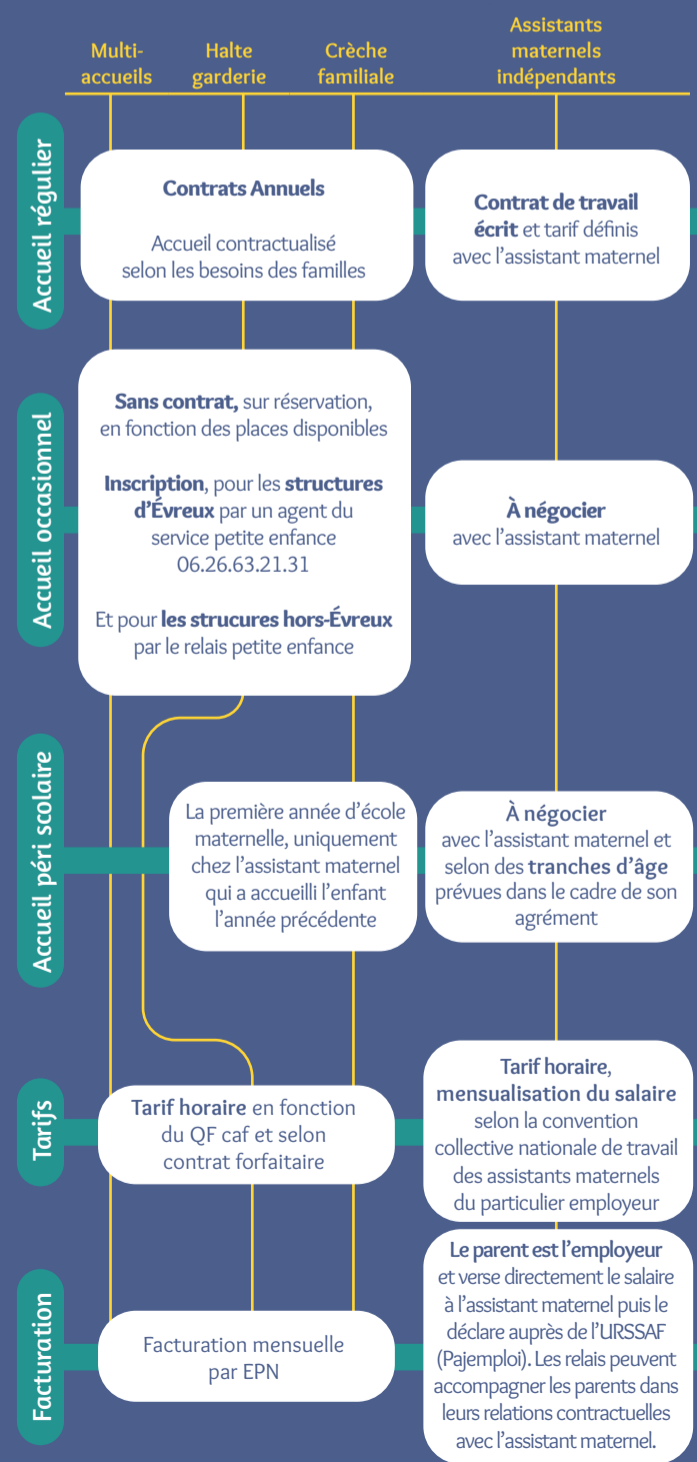 Multi-
accueils
Halte
garderie
Crèche
familiale
Assistants
maternels
indépendants
Accueil régulier
Contrats Annuels
Accueil contractualisé
selon les besoins des familles
Contrat de travail
écrit et tarif définis
avec l'assistant maternel
Accueil occasionnel
Sans contrat, sur réservation,
en fonction des places disponibles
Inscription, pour les structures
d'Évreux par un agent du
service petite enfance
06.26.63.21.31
Et pour les strucures hors-Évreux
par le relais petite enfance
À négocier
avec l'assistant maternel
Accueil péri scolaire
La première année d'école
maternelle, uniquement
chez l'assistant maternel
qui a accueilli l'enfant
l'année précédente
À négocier
avec l'assistant maternel et
selon des tranches d'âge
prévues dans le cadre de son
agrément
Tarifs
Tarif horaire en fonction
du QF caf et selon
contrat forfaitaire
Tarif horaire,
mensualisation du salaire
selon la convention
collective nationale de travail
des assistants maternels
du particulier employeur
Facturation
Facturation mensuelle
par EPN
Le parent est l'employeur
et verse directement le salaire
à l'assistant maternel puis le
déclare auprès de l'URSSAF
(Pajemploi). Les relais peuvent
accompagner les parents dans
leurs relations contractuelles
avec l'assistant maternel.